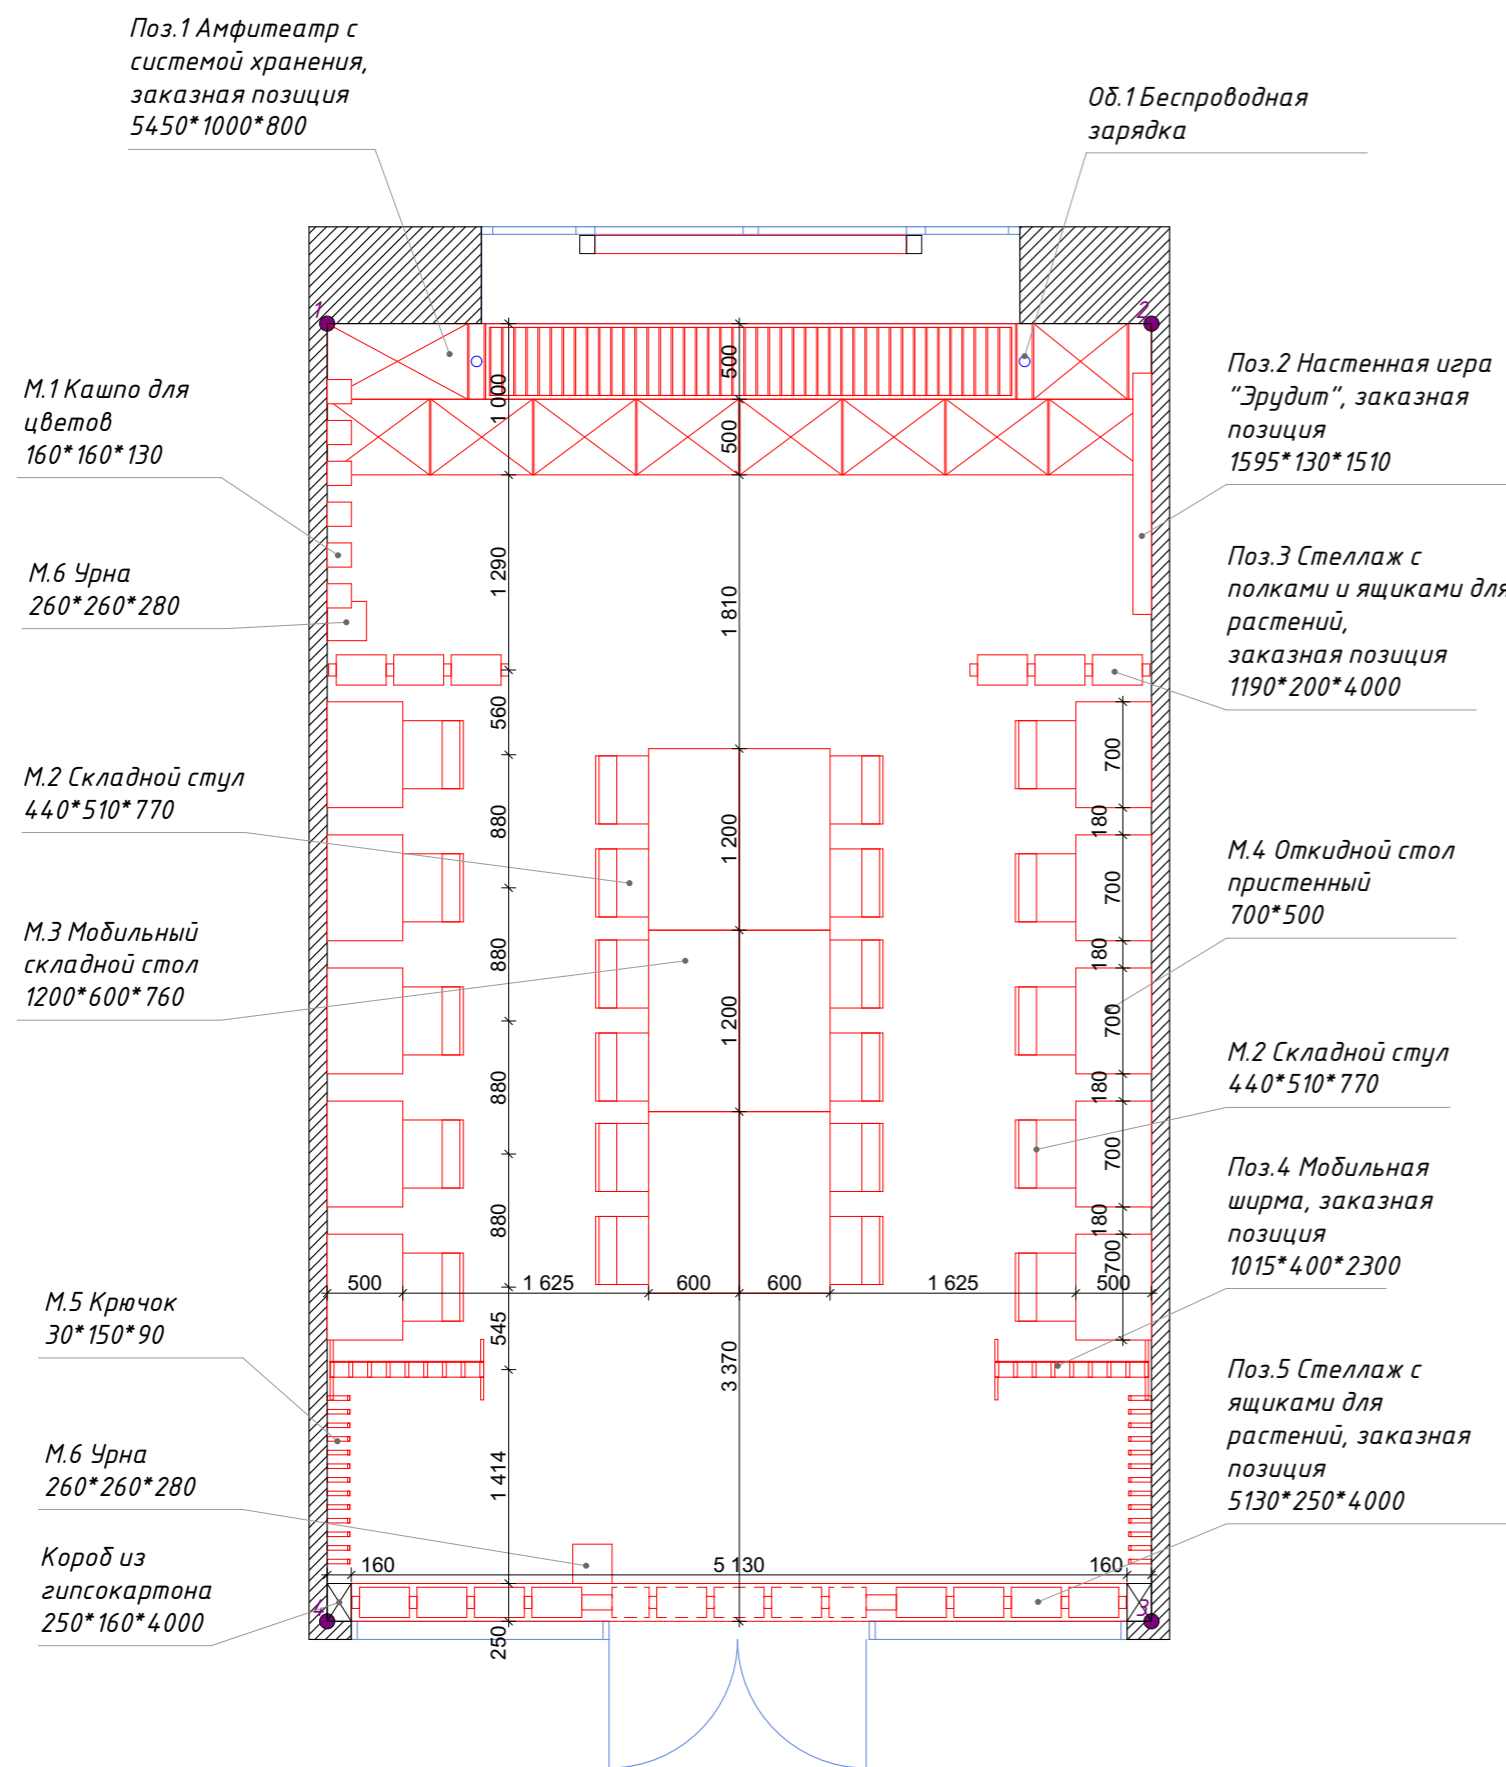 Поз.1 Амфитеатр с
системой хранения,
заказная позиция
5450*1000*800
Об.1 Беспроводная
зарядка
1
2
М.1 Кашпо для
цветов
160*160*130
М.6 Урна
260*260*280
М.2 Складной стул
440*510*770
М.3 Мобильный
складной стол
1200*600*760
М.5 Крючок
30*150*90
М.6 Урна
260*260*280
Короб из
гипсокартона
250*160*4000
Поз.2 Настенная игра
"Эрудит", заказная
позиция
1595*130*1510
Поз.3 Стеллаж с
полками и ящиками для
растений,
заказная позиция
1190*200*4000
М.4 Откидной стол
пристенный
700*500
М.2 Складной стул
440*510*770
Поз.4 Мобильная
ширма, заказная
позиция
1015*400*2300
Поз.5 Стеллаж с
ящиками для
растений, заказная
позиция
5130*250*4000
1 000
1 290
560
880
880
880
880
545
1 414
250
500
500
1 810
1 200
1 200
3 370
700
180
700
180
700
180
700
180
700
500
1 625
600
600
1 625
500
160
5 130
160
4
3